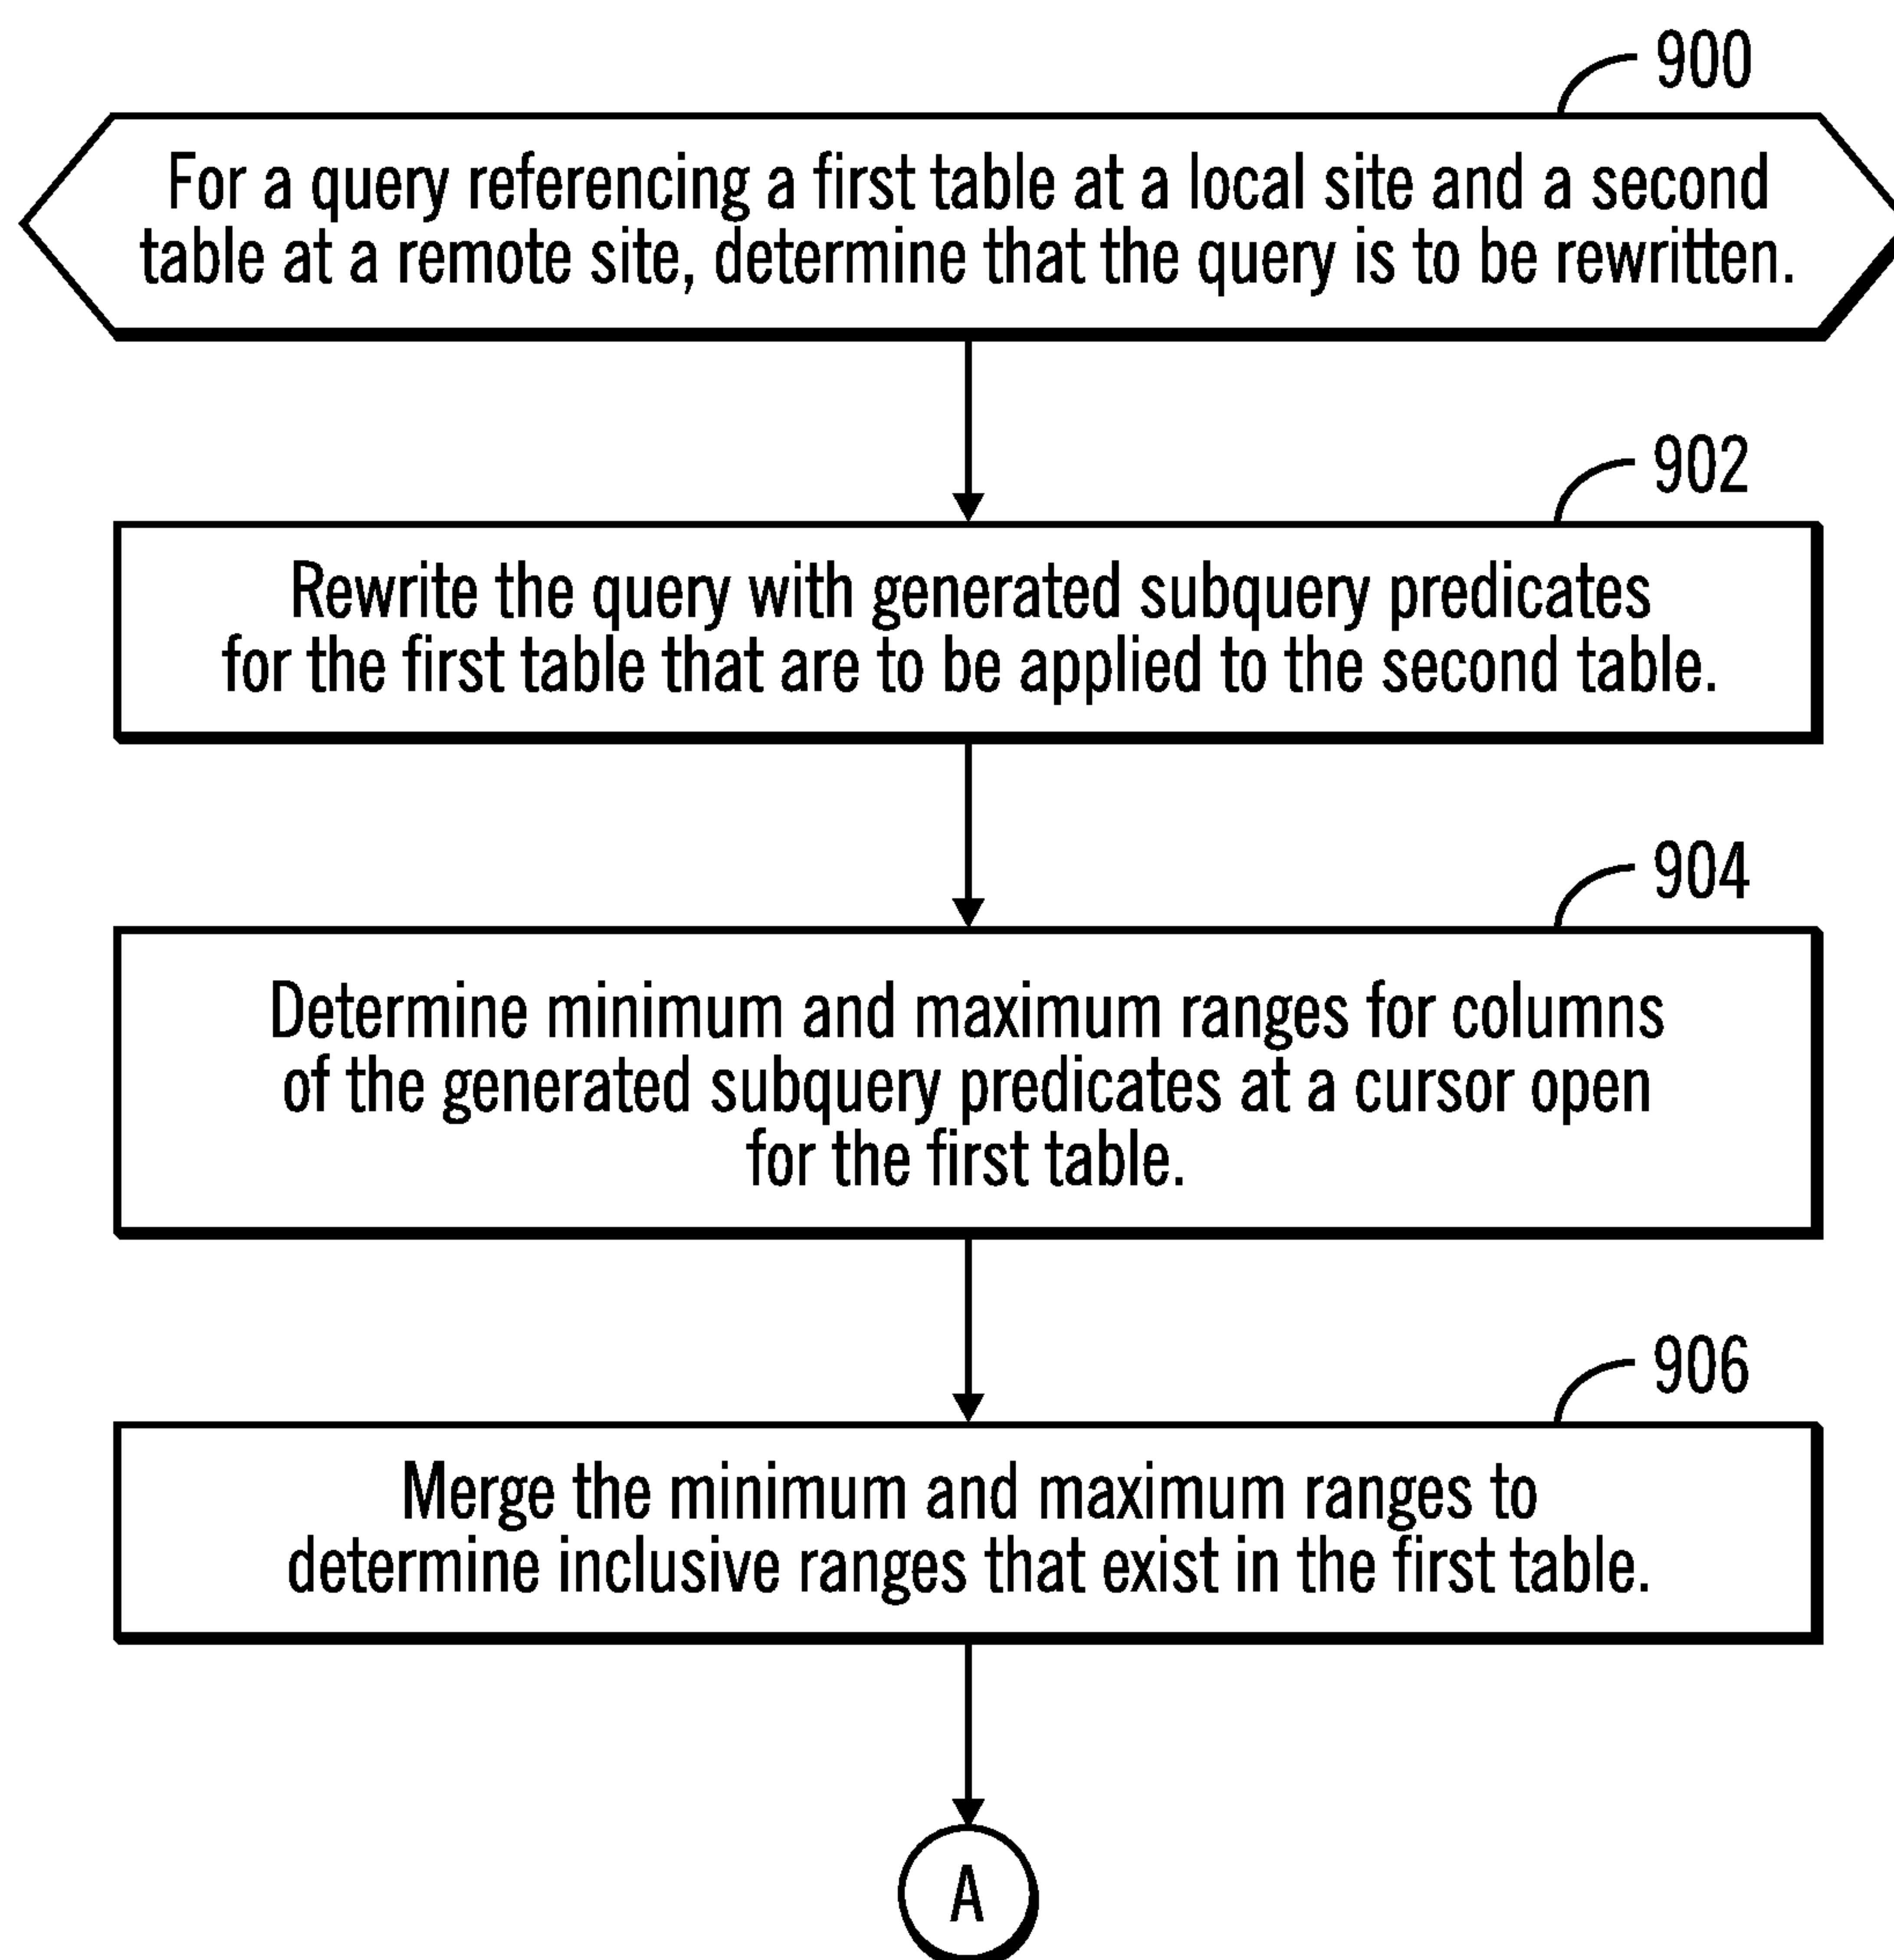 900
For a query referencing a first table at a local site and a second
table at a remote site, determine that the query is to be rewritten.
902
Rewrite the query with generated subquery predicates
for the first table that are to be applied to the second table.
904
Determine minimum and maximum ranges for columns
of the generated subquery predicates at a cursor open
for the first table.
906
Merge the minimum and maximum ranges to
determine inclusive ranges that exist in the first table.
A